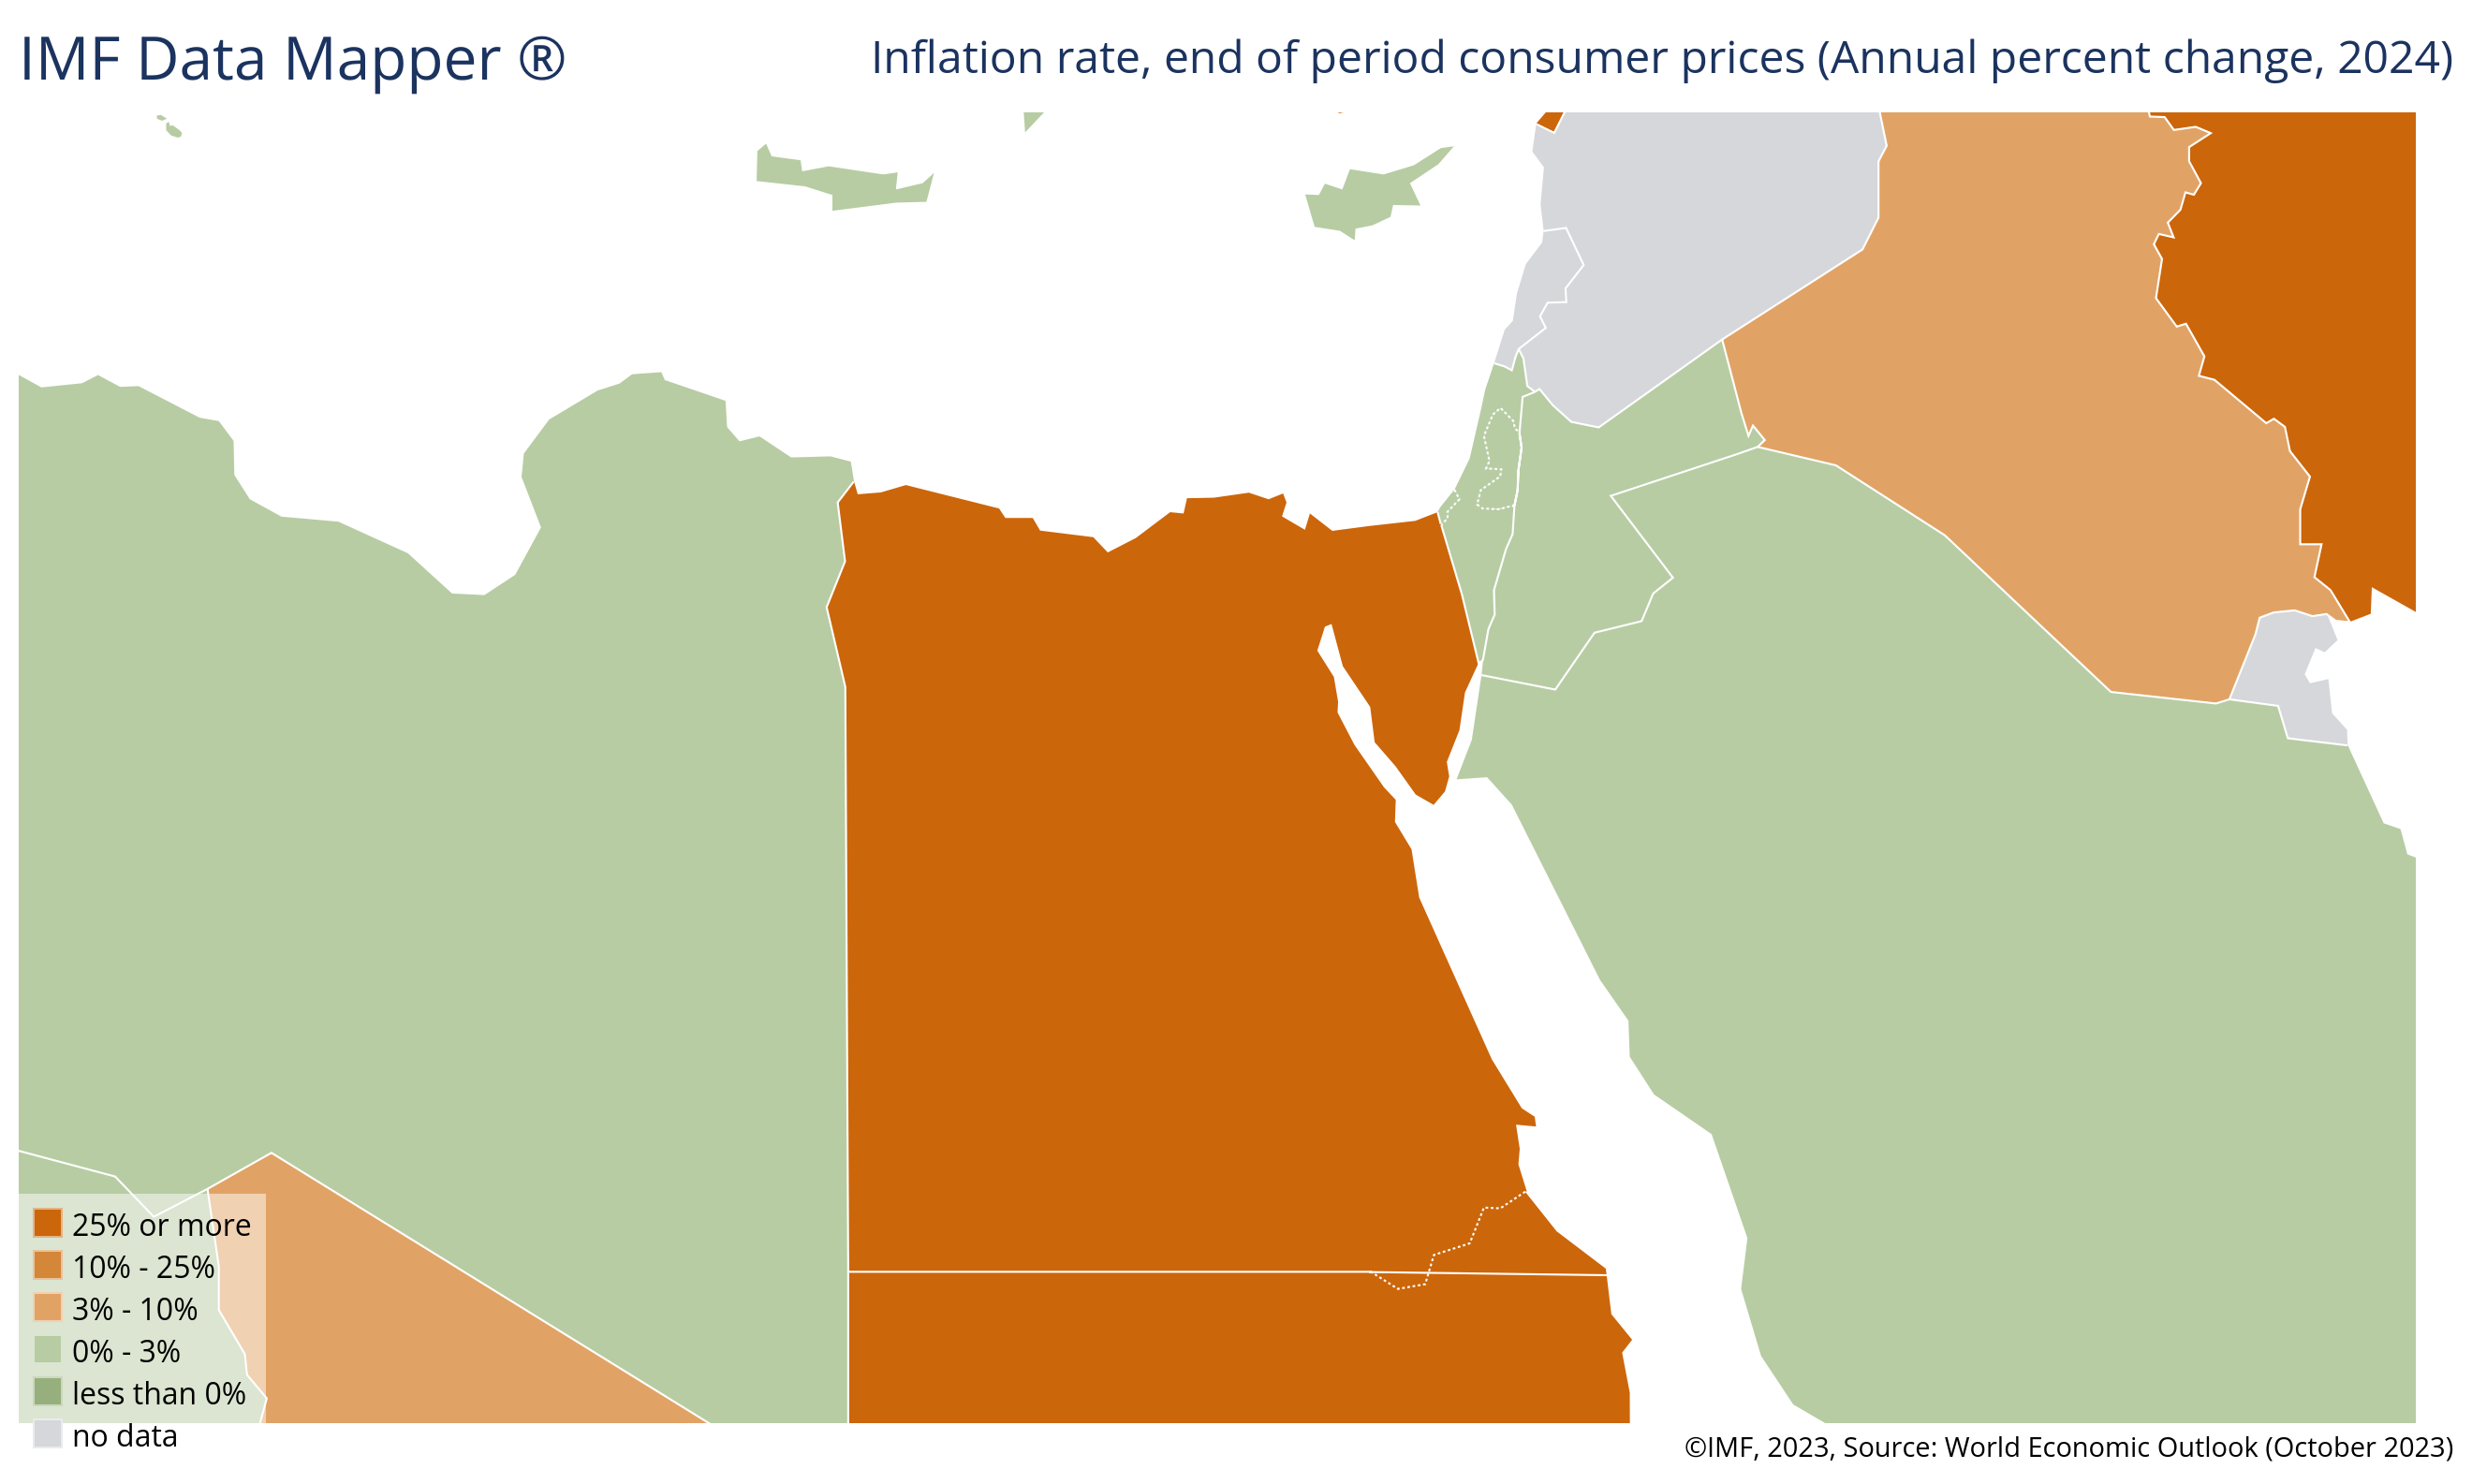 IMF Data Mapper ®
Inflation rate, end of period consumer prices (Annual percent change, 2024)
25% or more
10% - 25%
3% - 10%
0% - 3%
less than 0%
no data
©IMF, 2023, Source: World Economic Outlook (October 2023)